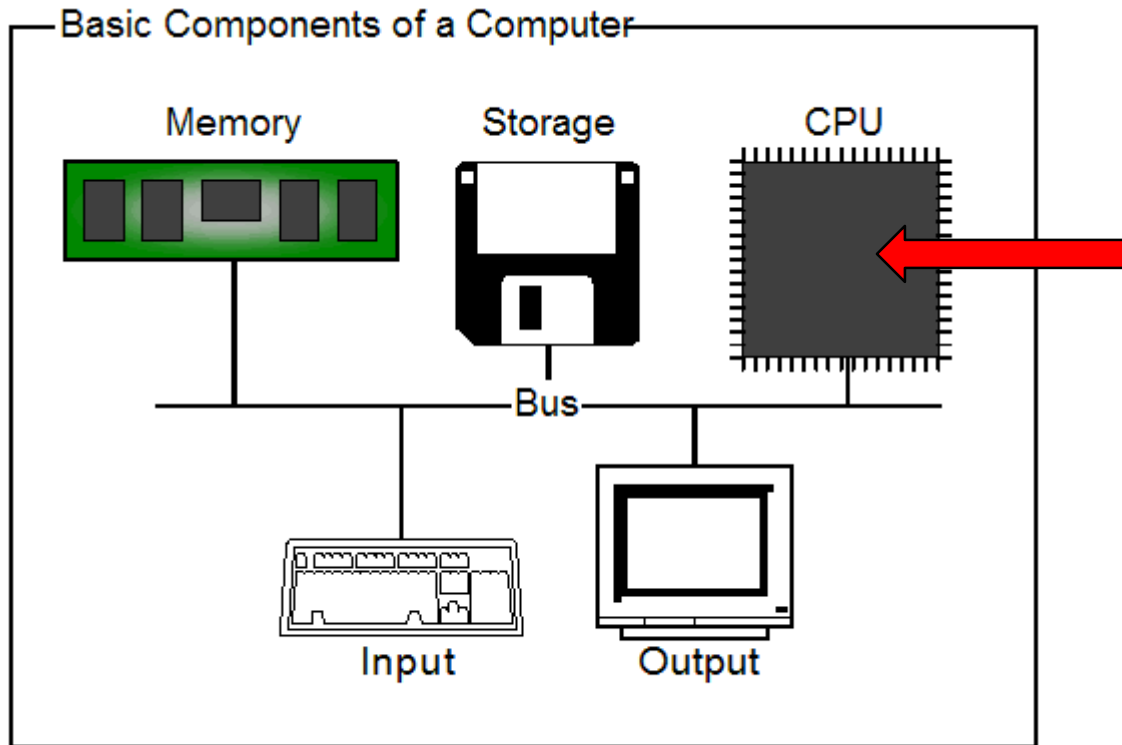 Basic Components of a Computer
Memory
Storage
CPU
Bus
Input
Output